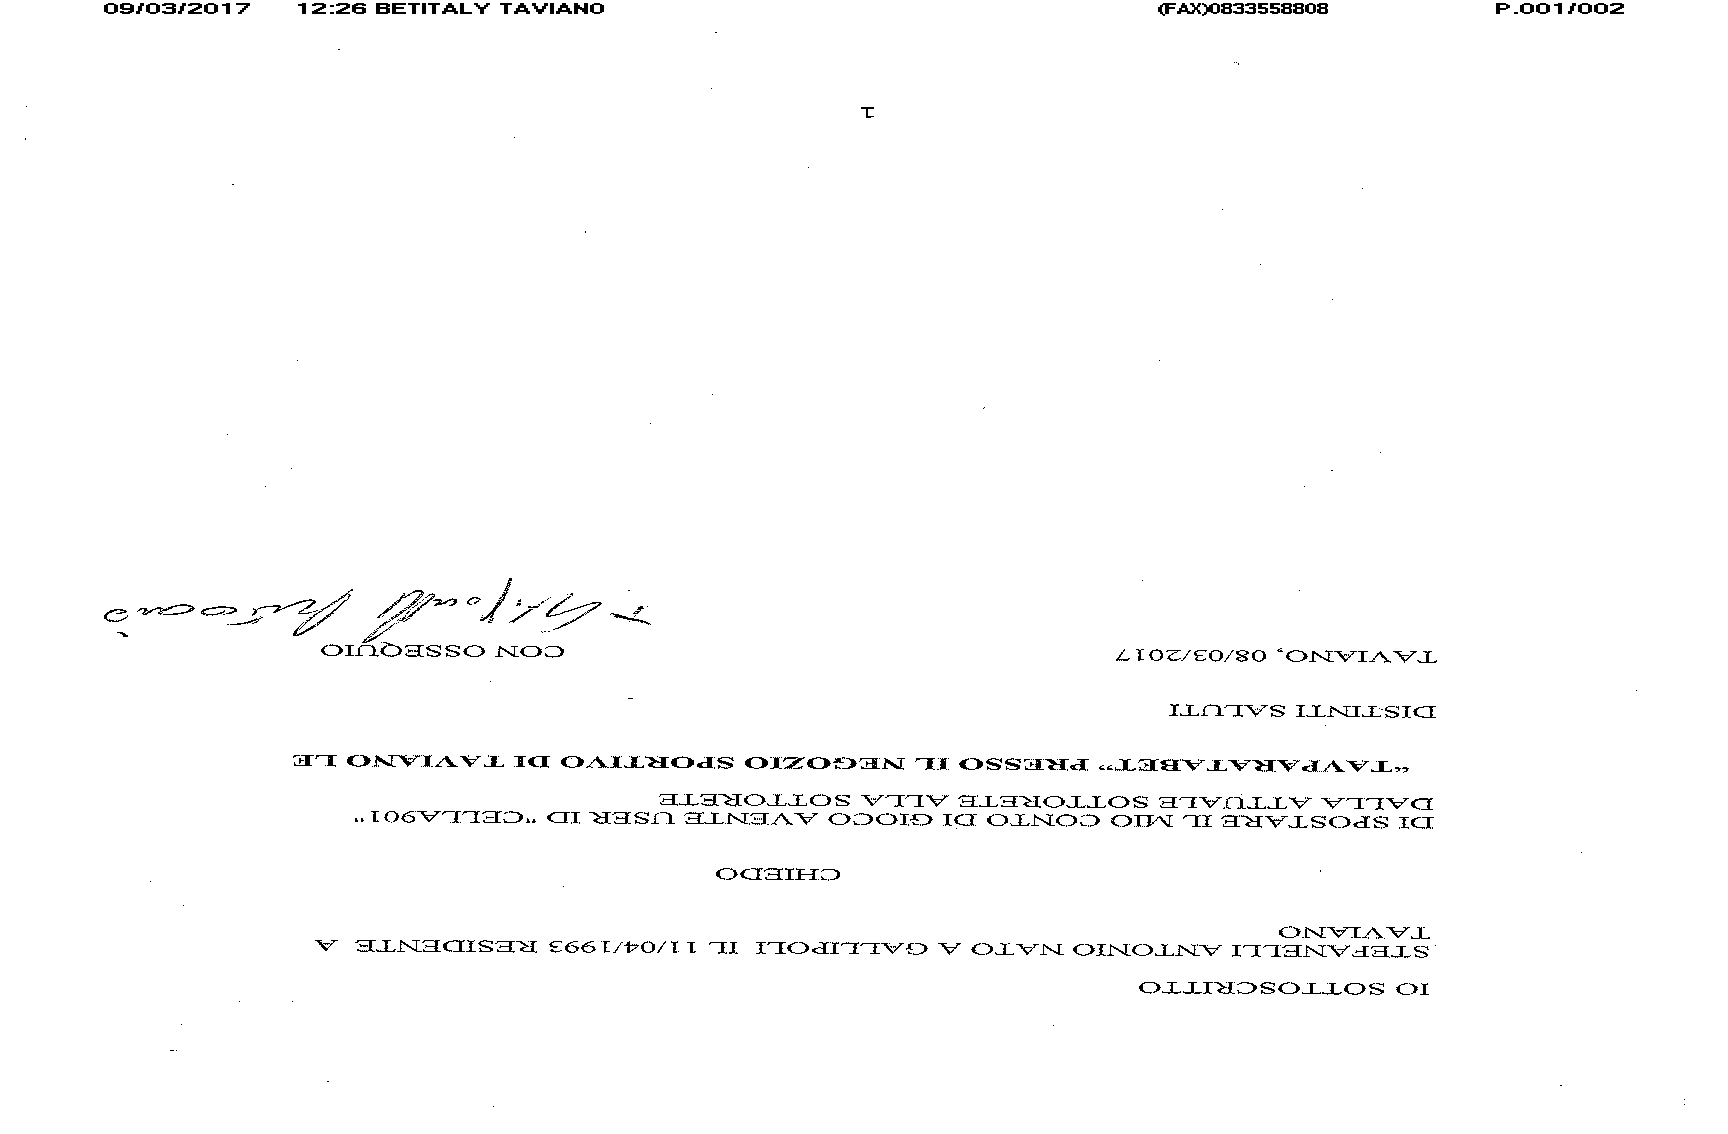 09/03/2017 12:26 BETITALY TAVIANO (FAX)0833558808 P.001/002
IO SOTTOSCRITTO
STEFANELLI ANTONIO NATO A GALLIPOLI IL 11/04/1993 RESIDENTE A
TAVIANO
CHIEDO
DI SPOSTARE IL MIO CONTO DI GIOCO AVENTE USER ID "CELLA901"
DALLA ATTUALE SOTTORETE ALLA SOTTORETE
"TAVPARATABET" PRESSO IL NEGOZIO SPORTIVO DI TAVIANO LE
DISTINTI SALUTI
TAVIANO, 08/03/2017
CON OSSEQUIO
1